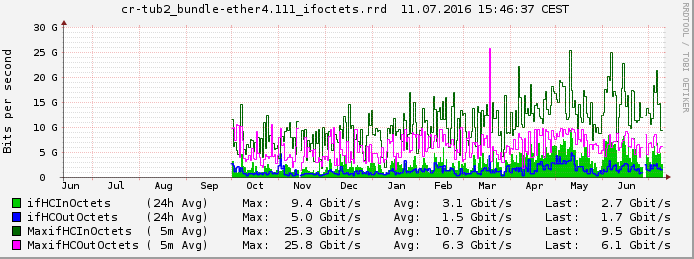 cr-tub2_bundle-ether4.111_ifoctets.rrd 11.07.2016 15:46:37 CEST
RRDTOOL / TOBI OETIKER
Bits per second
30 G
25 G
20 G
15 G
10 G
5 G
0
Jun Jul Aug Sep Oct Nov Dec Jan Feb Mar Apr May Jun
ifHCInOctets (24h Avg) Max: 9.4 Gbit/s Avg: 3.1 Gbit/s Last: 2.7 Gbit/s
ifHCOutOctets (24h Avg) Max: 5.0 Gbit/s Avg: 1.5 Gbit/s Last: 1.7 Gbit/s
MaxifHCInOctets ( 5m Avg) Max: 25.3 Gbit/s Avg: 10.7 Gbit/s Last: 9.5 Gbit/s
MaxifHCOutOctets ( 5m Avg) Max: 25.8 Gbit/s Avg: 6.3 Gbit/s Last: 6.1 Gbit/s